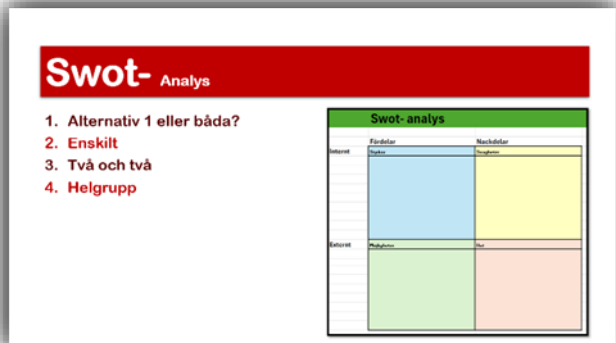 Swot- Analys
1. Alternativ 1 eller båda?
2. Enskilt
3. Två och två
4. Helgrupp
Swot- analys
Fördelar Nackdelar
Internt Styrkor Svagheter
Externt Möjligheter Hot